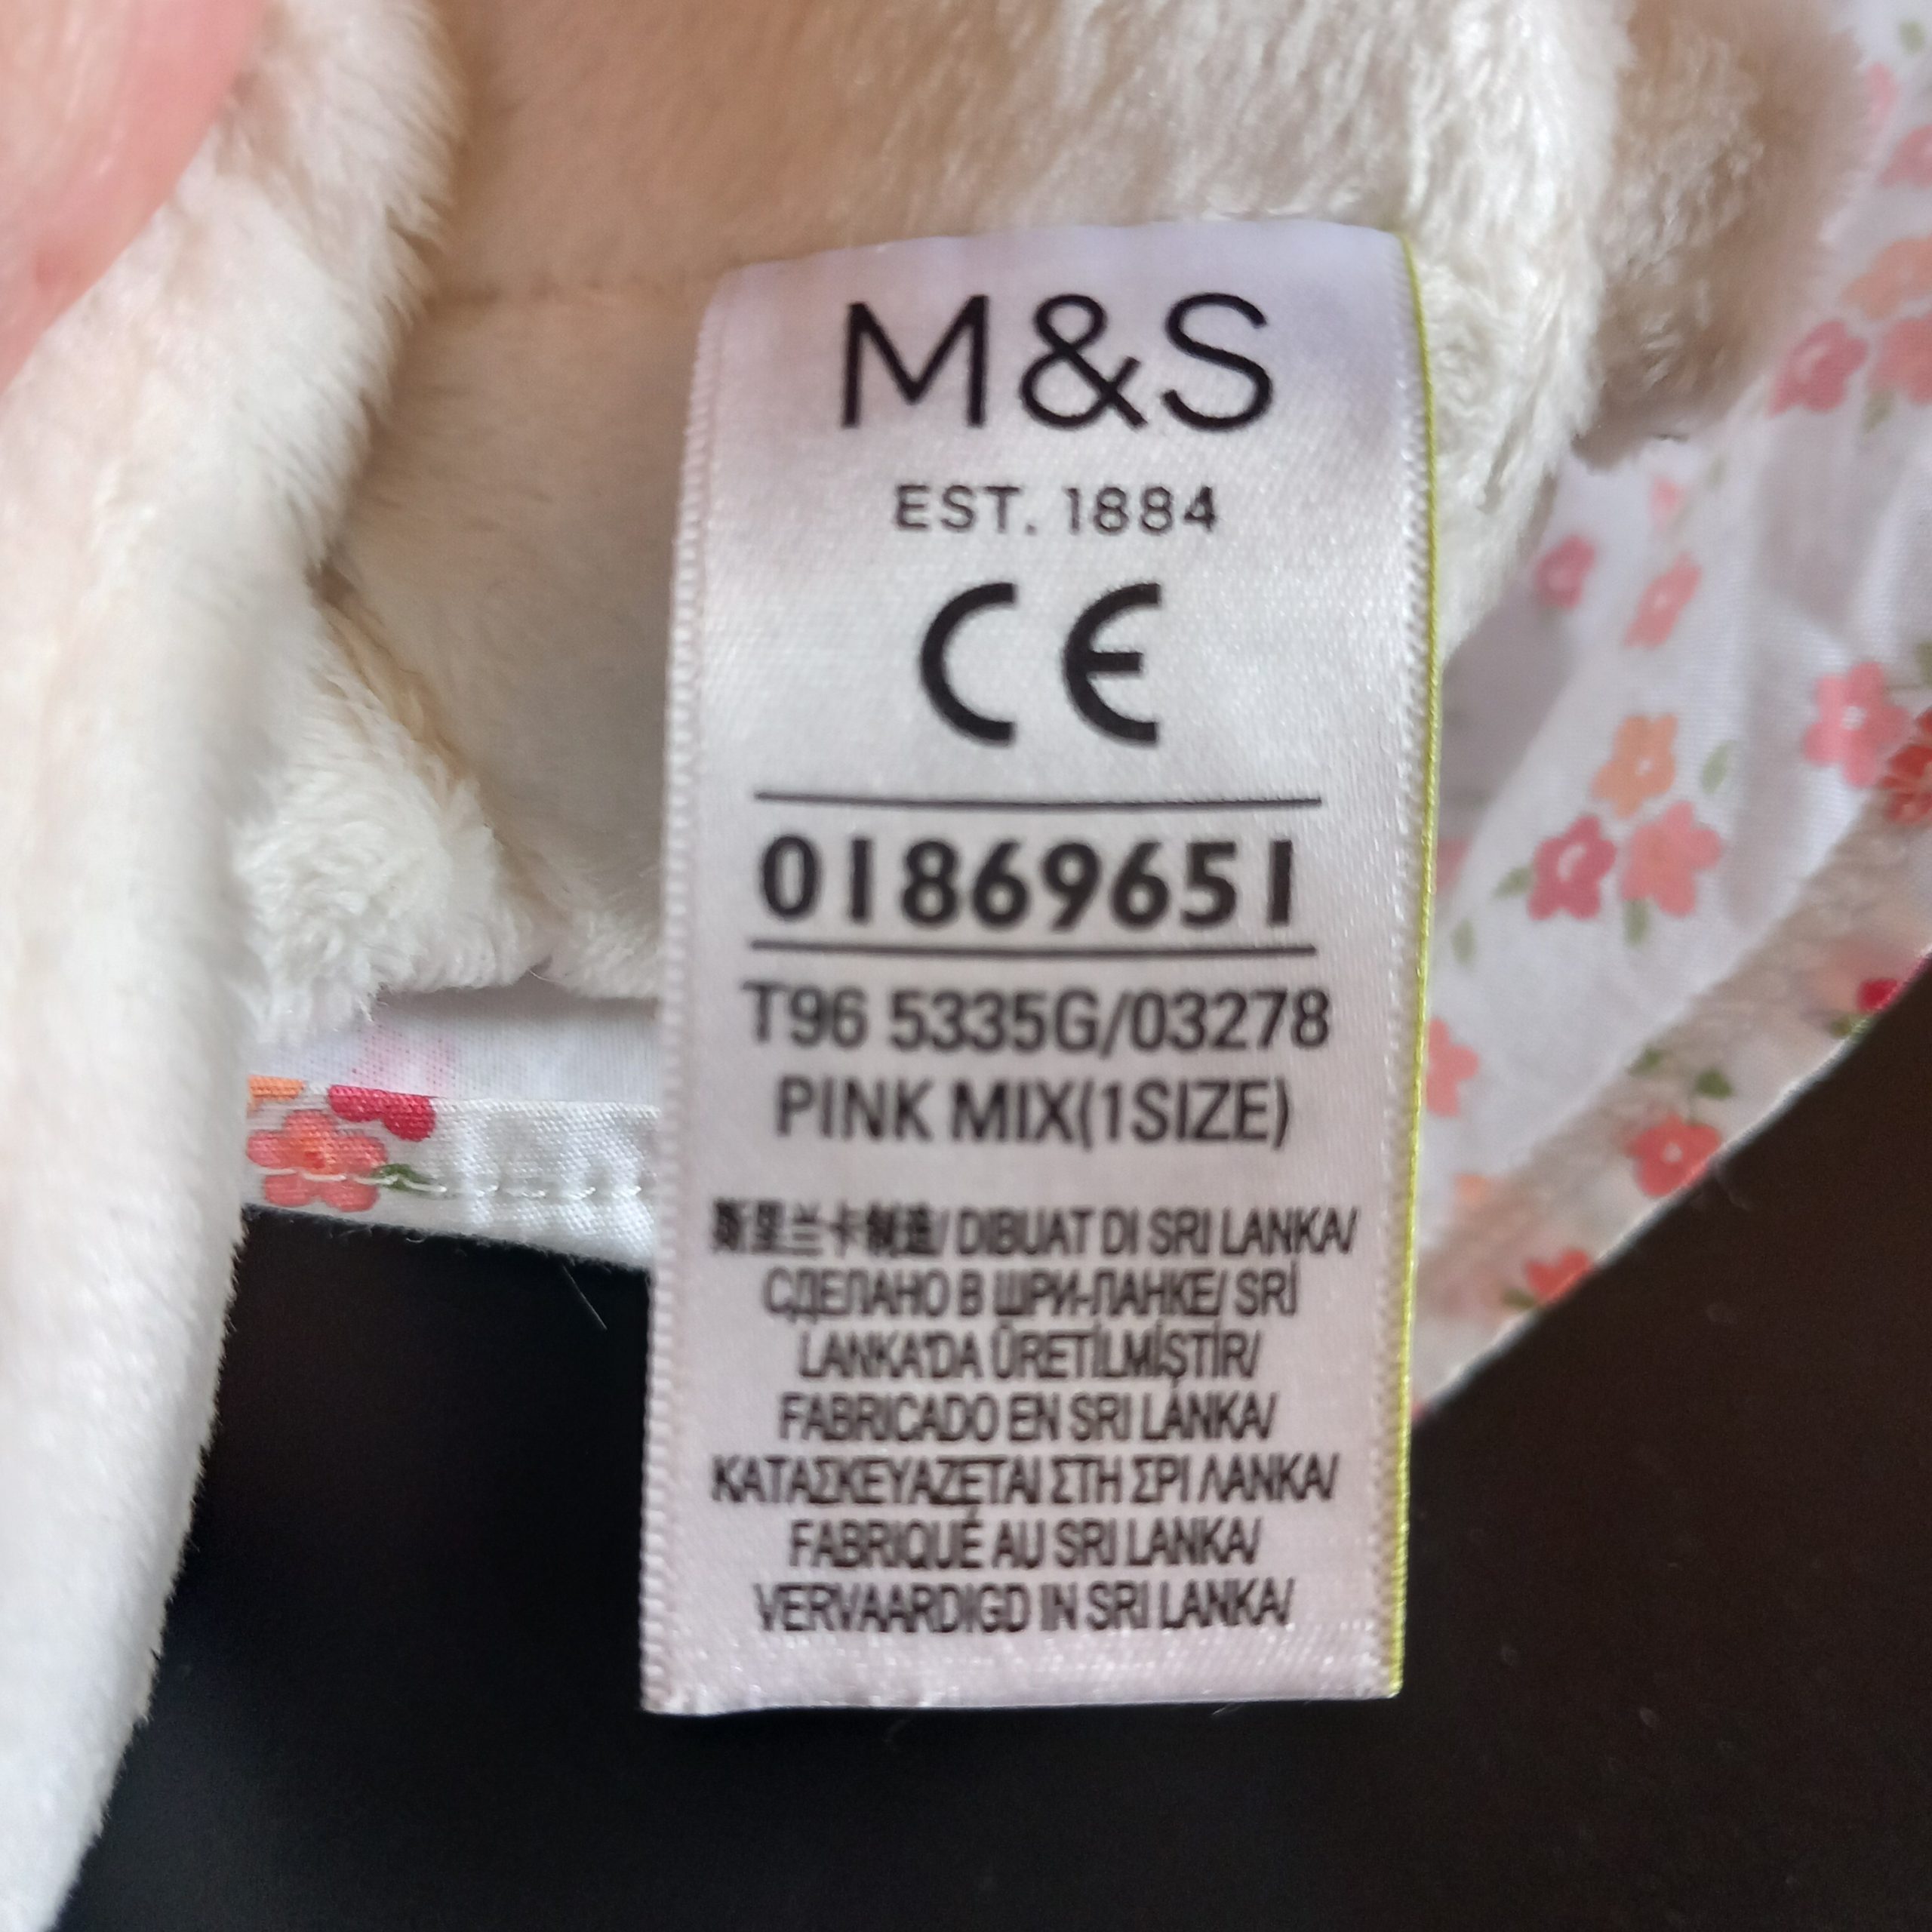 M&S
EST. 1884
CE
01869651
T96 5335G/03278
PINK MIX(1SIZE)
斯里兰卡制造/ DIBUAT DI SRI LANKA/
СДЕЛАНО В ШРИ-ЛАНКЕ/ SRİ
LANKA'DA ÜRETİLMİŞTİR/
FABRICADO EN SRI LANKA/
ΚΑΤΑΣΚΕΥΑΖΕΤΑΙ ΣΤΗ ΣΡΙ ΛΑΝΚΑ/
FABRIQUÉ AU SRI LANKA/
VERVAARDIGD IN SRI LANKA/